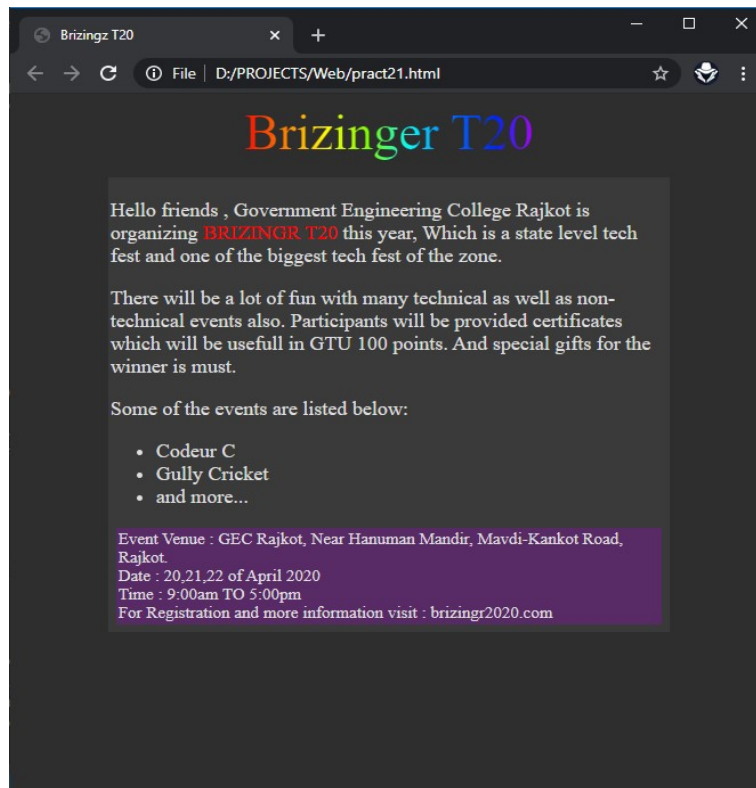 Brizingz T20
File | D:/PROJECTS/Web/pract21.html
Brizinger T20
Hello friends , Government Engineering College Rajkot is
organizing BRIZINGR T20 this year, Which is a state level tech
fest and one of the biggest tech fest of the zone.
There will be a lot of fun with many technical as well as non-
technical events also. Participants will be provided certificates
which will be usefull in GTU 100 points. And special gifts for the
winner is must.
Some of the events are listed below:
• Codeur C
• Gully Cricket
• and more...
Event Venue : GEC Rajkot, Near Hanuman Mandir, Mavdi-Kankot Road,
Rajkot.
Date : 20,21,22 of April 2020
Time : 9:00am TO 5:00pm
For Registration and more information visit : brizingr2020.com